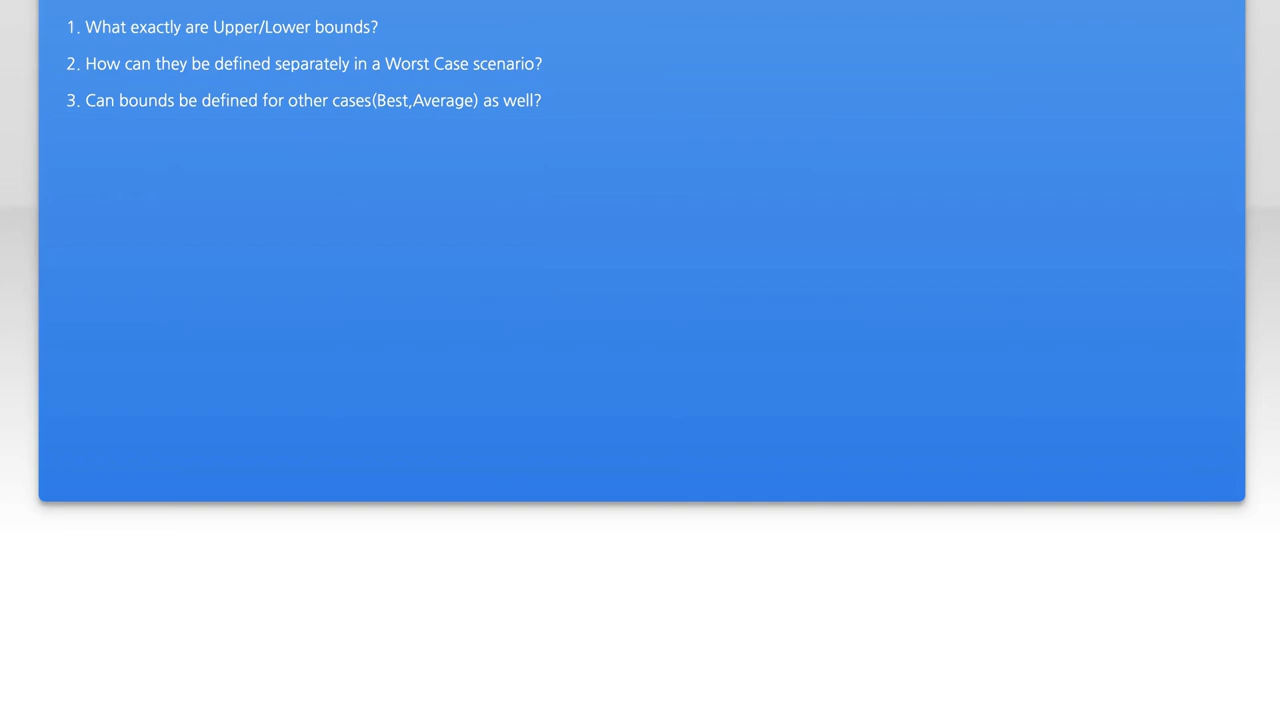 1. What exactly are Upper/Lower bounds?
2. How can they be defined separately in a Worst Case scenario?
3. Can bounds be defined for other cases(Best,Average) as well?